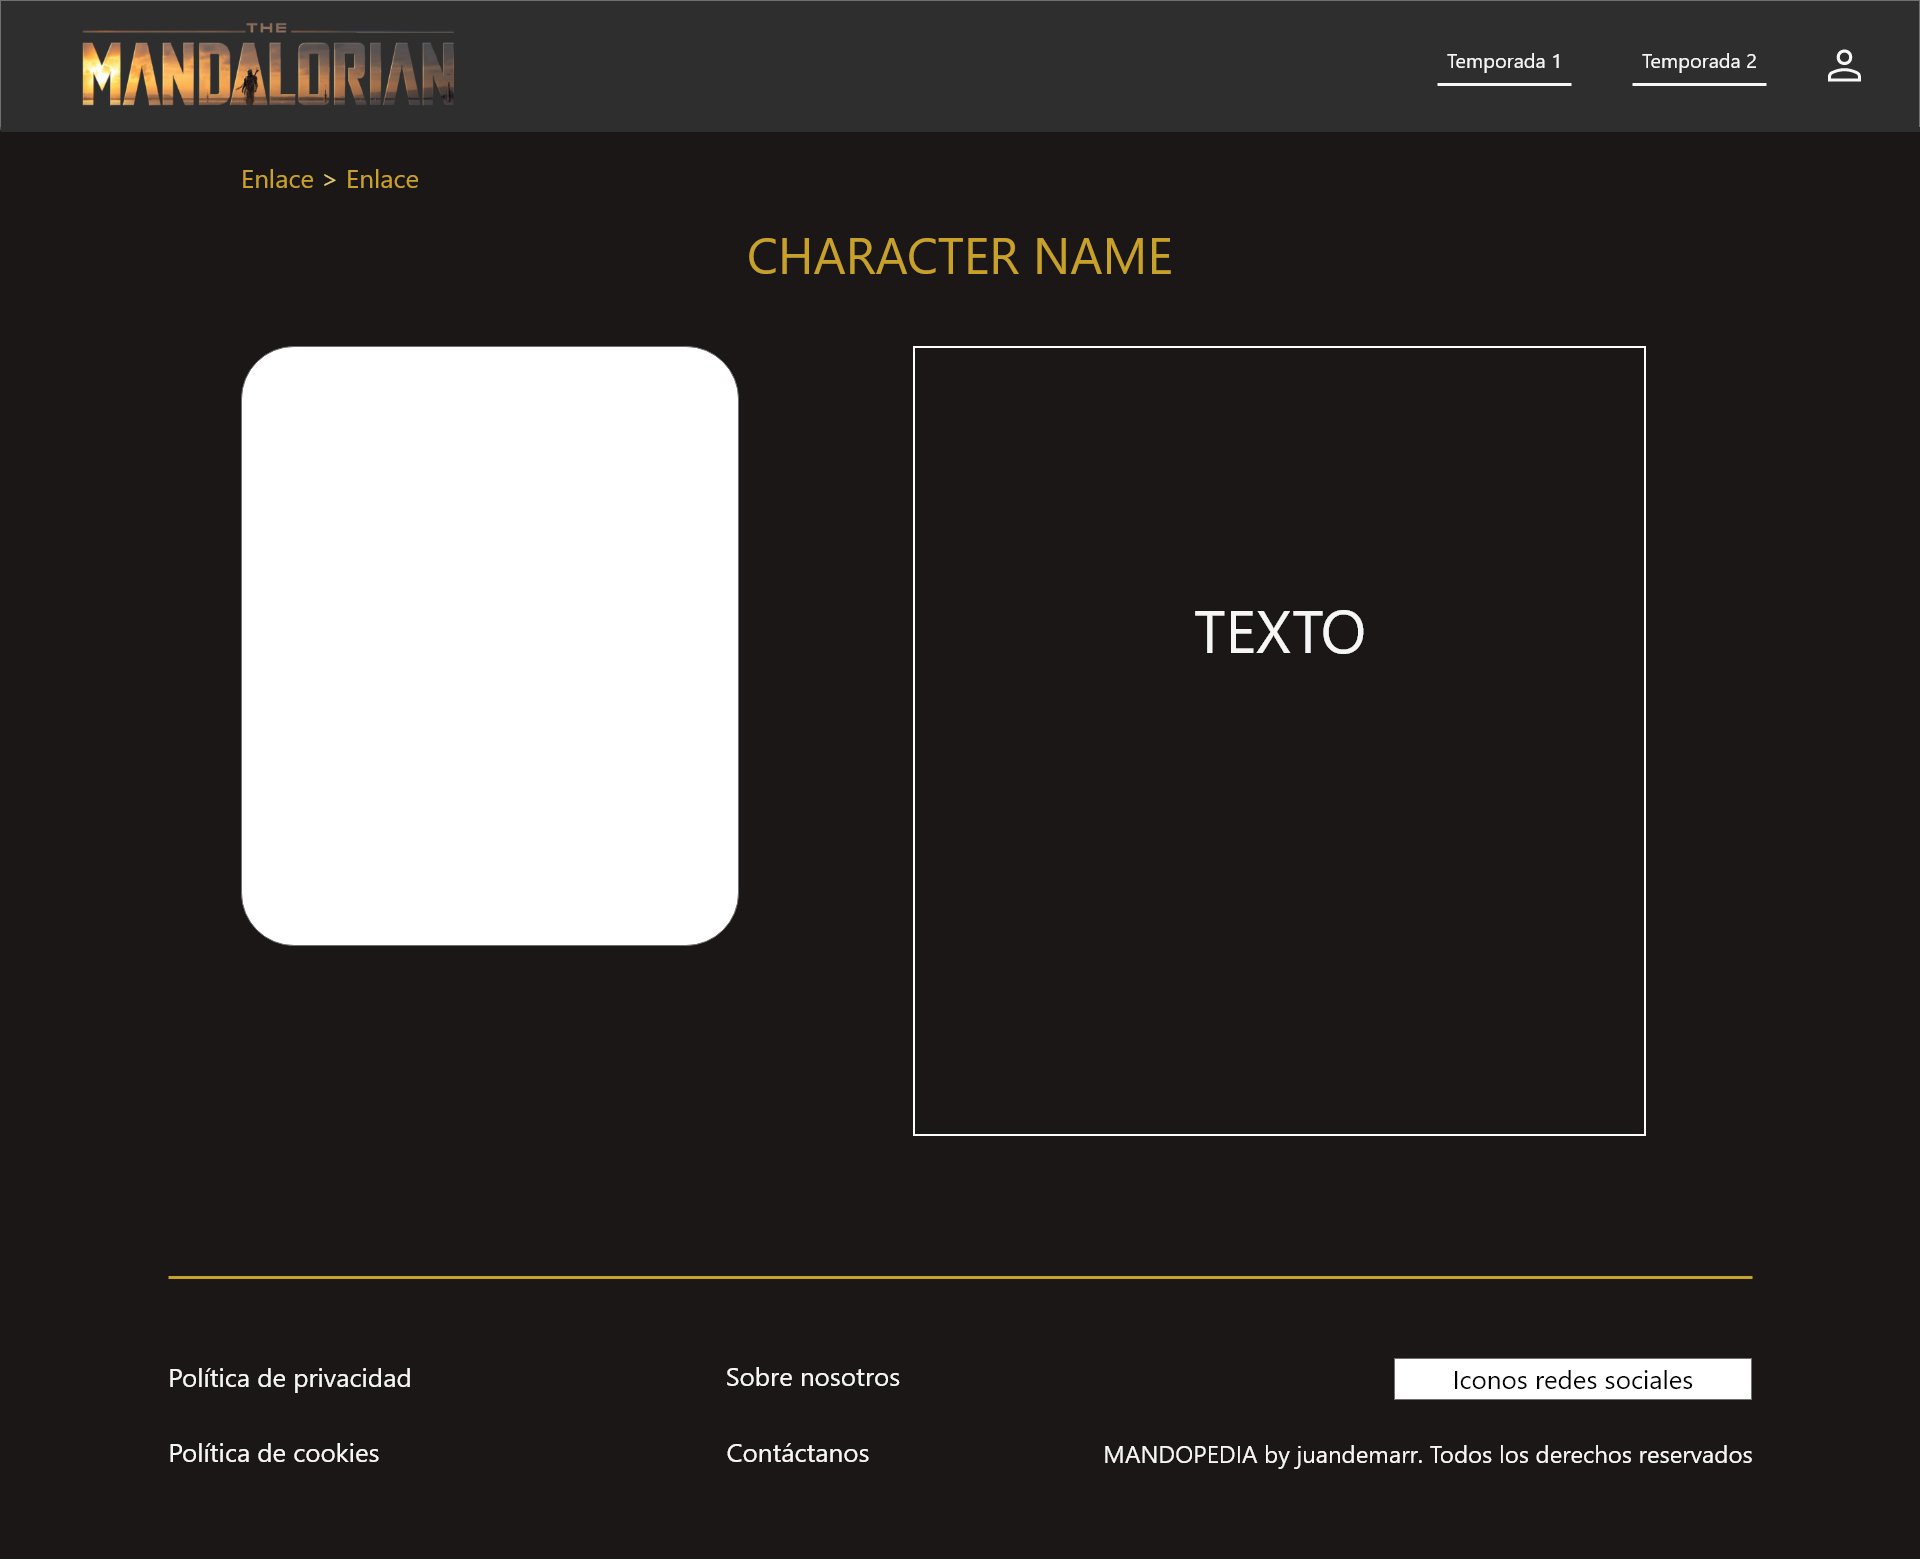 THE
MANDALORIAN
Temporada 1
Temporada 2
Enlace > Enlace
CHARACTER NAME
TEXTO
Política de privacidad
Sobre nosotros
Iconos redes sociales
Política de cookies
Contáctanos
MANDOPEDIA by juandemarr. Todos los derechos reservados